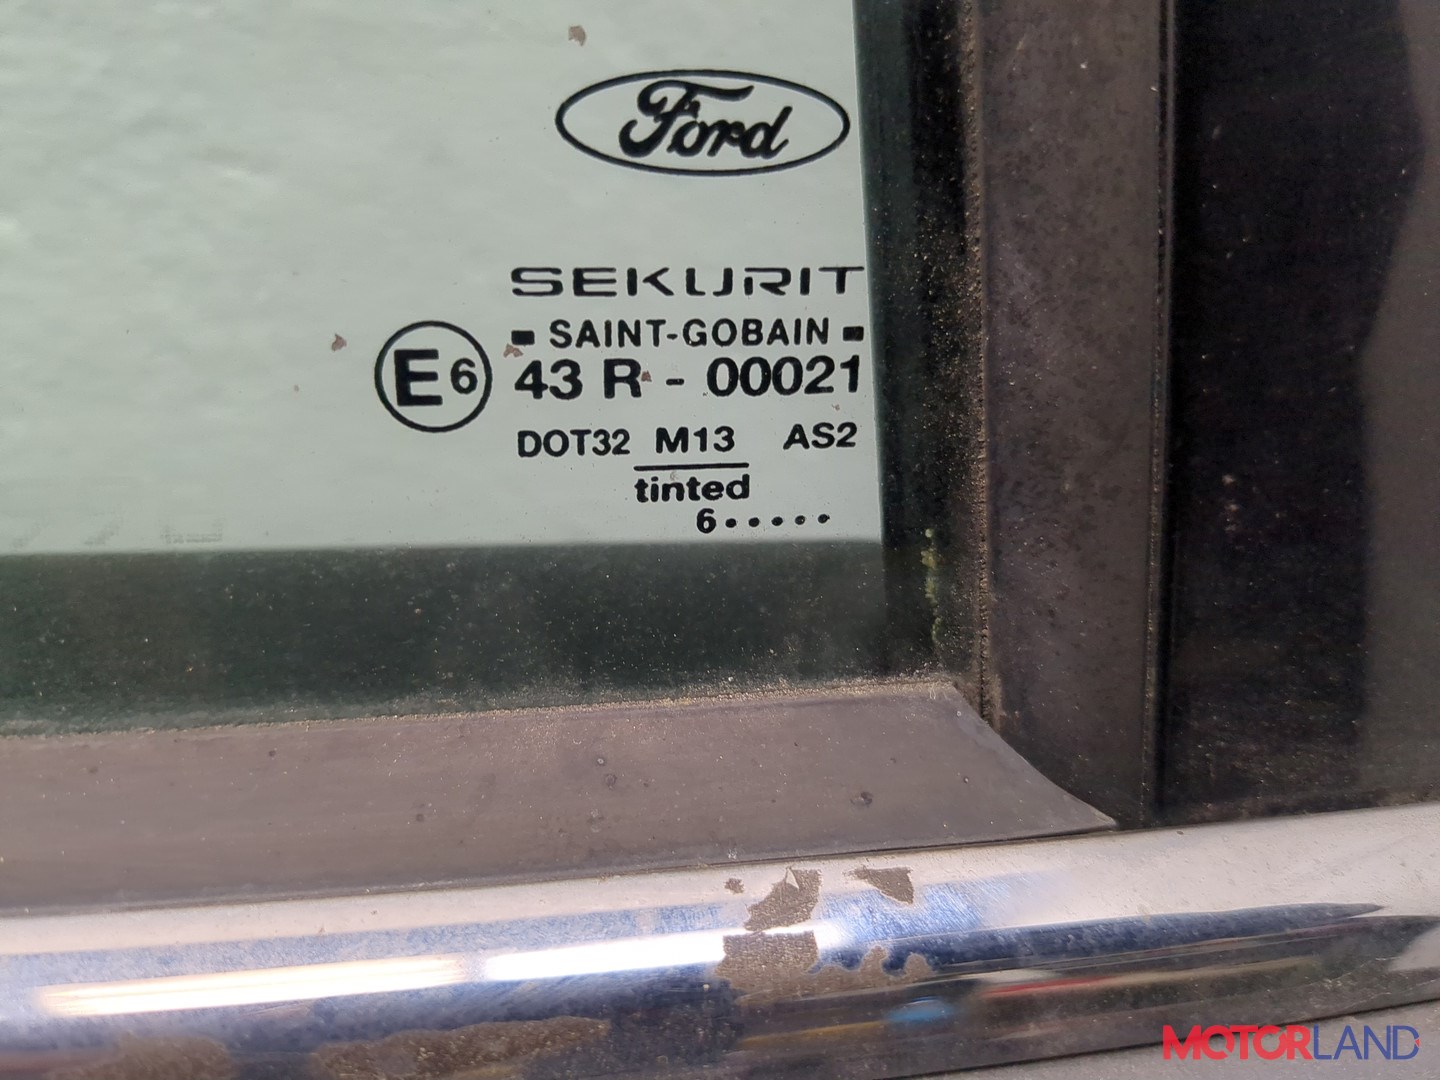 Ford
SEKURIT
SAINT-GOBAIN
E6 43 R - 00021
DOT32 M13 AS2
tinted
6.....
MOTORLAND